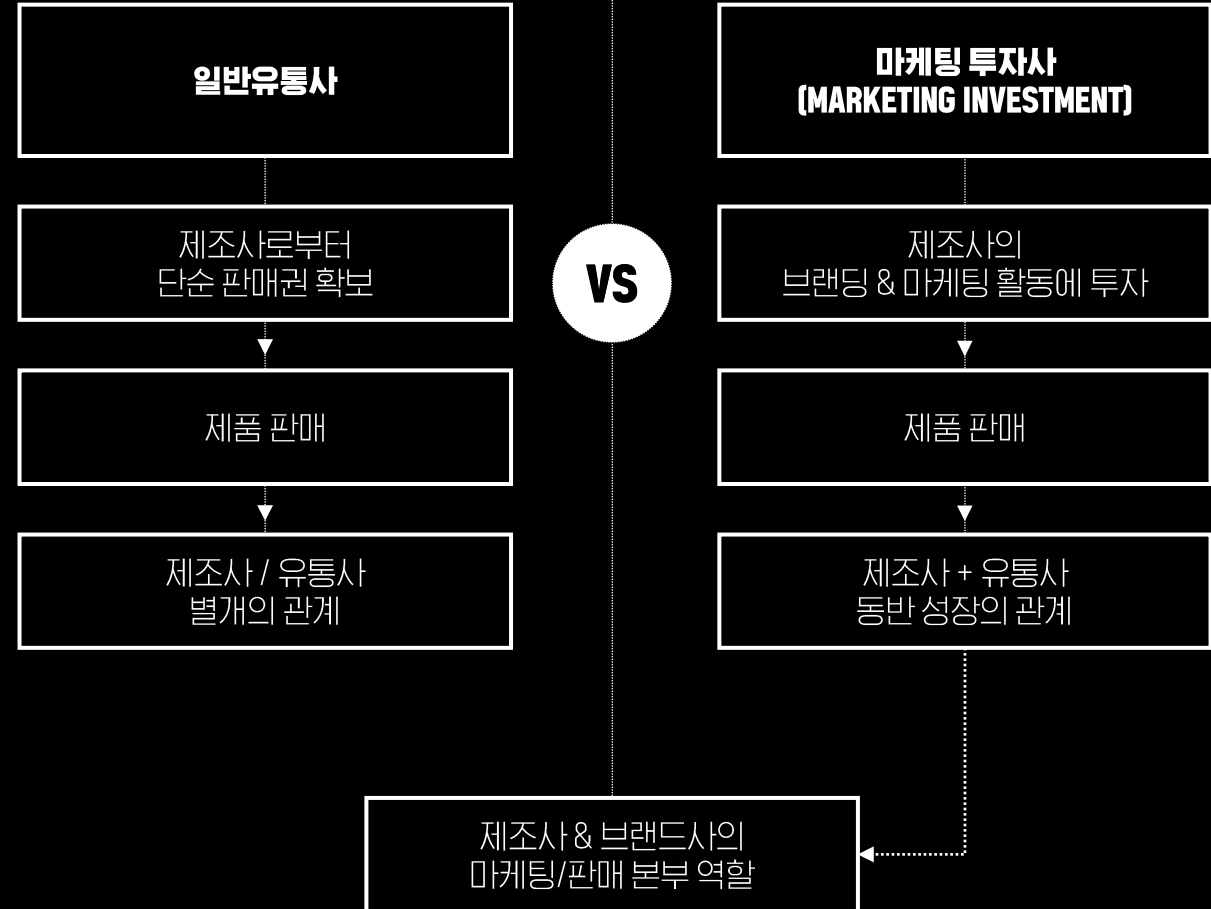 일반유통사
제조사로부터
단순 판매권 확보
제품 판매
제조사 / 유통사
별개의 관계
VS
마케팅 투자사
(MARKETING INVESTMENT)
제조사의
브랜딩 & 마케팅 활동에 투자
제품 판매
제조사 + 유통사
동반 성장의 관계
제조사 & 브랜드사의
마케팅/판매 본부 역할